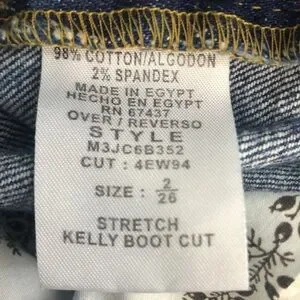 98% COTTON/ALGODON
2% SPANDEX
MADE IN EGYPT
HECHO EN EGYPT
RN 67437
OVER / REVERSO
STYLE
M3JC6B352
CUT : 4EW94
SIZE : 2/26
STRETCH
KELLY BOOT CUT